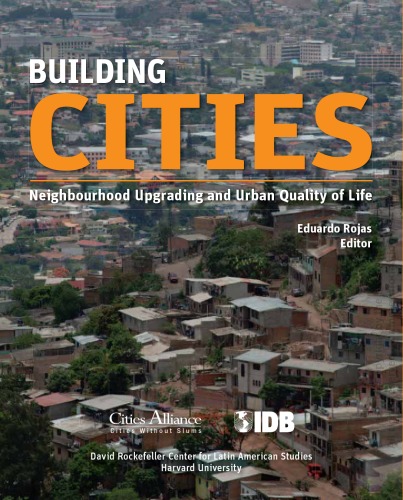 BUILDING
CITIES
Neighbourhood Upgrading and Urban Quality of Life
Eduardo Rojas
Editor
Cities Alliance
Cities Without Slums
IDB
David Rockefeller Center for Latin American Studies
Harvard University